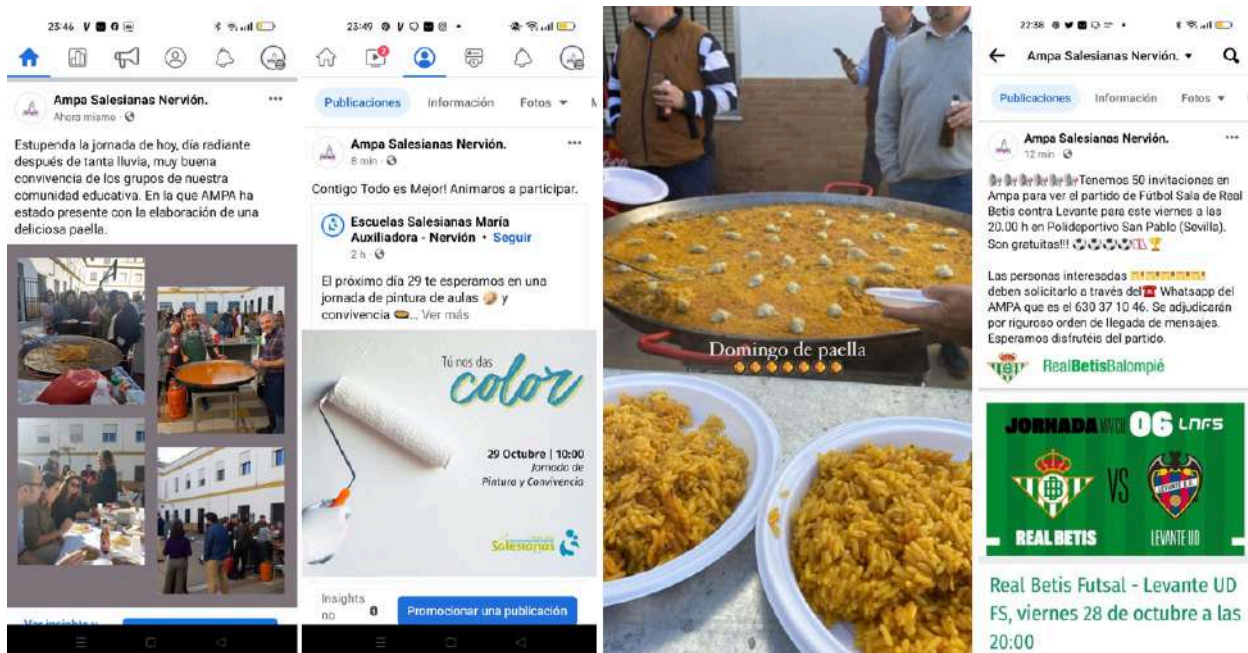 23:46
Ampa Salesianas Nervión.
Ahora mismo
Estupenda la jornada de hoy, día radiante
después de tanta lluvia, muy buena
convivencia de los grupos de nuestra
comunidad educativa. En la que AMPA ha
estado presente con la elaboración de una
deliciosa paella.
23:49
2
Publicaciones
Información
Fotos
Ampa Salesianas Nervión.
8 min
Contigo Todo es Mejor! Animaros a participar.
Escuelas Salesianas María
Auxiliadora - Nervión • Seguir
2 h
El próximo día 29 te esperamos en una
jornada de pintura de aulas y
convivencia ... Ver más
Tú nos das
color
29 Octubre | 10:00
Jornada de
Pintura y Convivencia
Salesianas
Insights
no
Promocionar una publicación
Domingo de paella
22:38
Ampa Salesianas Nervión.
Publicaciones
Información
Fotos
Ampa Salesianas Nervión.
12 min
Tenemos 50 invitaciones en
Ampa para ver el partido de Fútbol Sala de Real
Betis contra Levante para este viernes a las
20.00 h en Polideportivo San Pablo (Sevilla).
Son gratuitas!!!
Las personas interesadas
deben solicitarlo a través del Whatsapp del
AMPA que es el 630 37 10 46. Se adjudicarán
por riguroso orden de llegada de mensajes.
Esperamos disfrutéis del partido.
RealBetisBalompié
JORNADA MATCH 06 LNFS
VS
REAL BETIS
LEVANTE UD
Real Betis Futsal - Levante UD
FS, viernes 28 de octubre a las
20:00